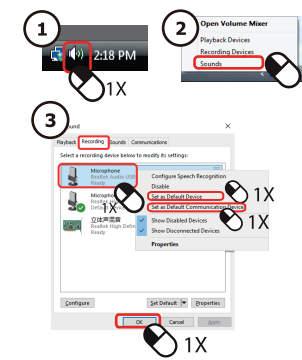 1
2:18 PM
1X
2
Open Volume Mixer
Playback Devices
Recording Devices
Sounds
3
ound
Playback Recording Sounds Communications
Select a recording device below to modify its settings:
Microphone
Realtek Audio USB
Ready
Configure Speech Recognition
Disable
Set as Default Device
Set as Default Communication Device
Show Disabled Devices
Show Disconnected Devices
Properties
1X
1X
1X
Microphone
Realtek
Default
立体声混音
Realtek High Defin
Ready
Configure
Set Default
Properties
OK
Cancel
Apply
1X